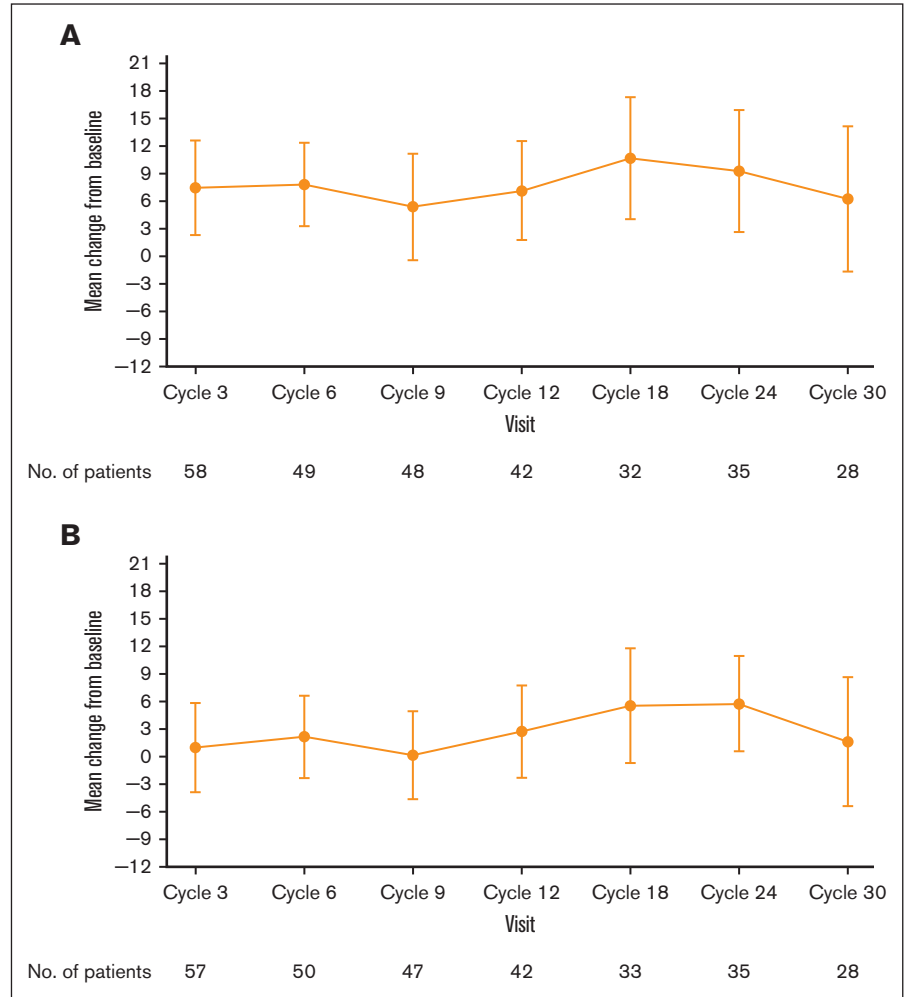 A
Mean change from baseline
21
18
15
12
9
6
3
0
−3
−6
−9
−12
Cycle 3 Cycle 6 Cycle 9 Cycle 12 Cycle 18 Cycle 24 Cycle 30
Visit
No. of patients 58 49 48 42 32 35 28
B
Mean change from baseline
21
18
15
12
9
6
3
0
−3
−6
−9
−12
Cycle 3 Cycle 6 Cycle 9 Cycle 12 Cycle 18 Cycle 24 Cycle 30
Visit
No. of patients 57 50 47 42 33 35 28